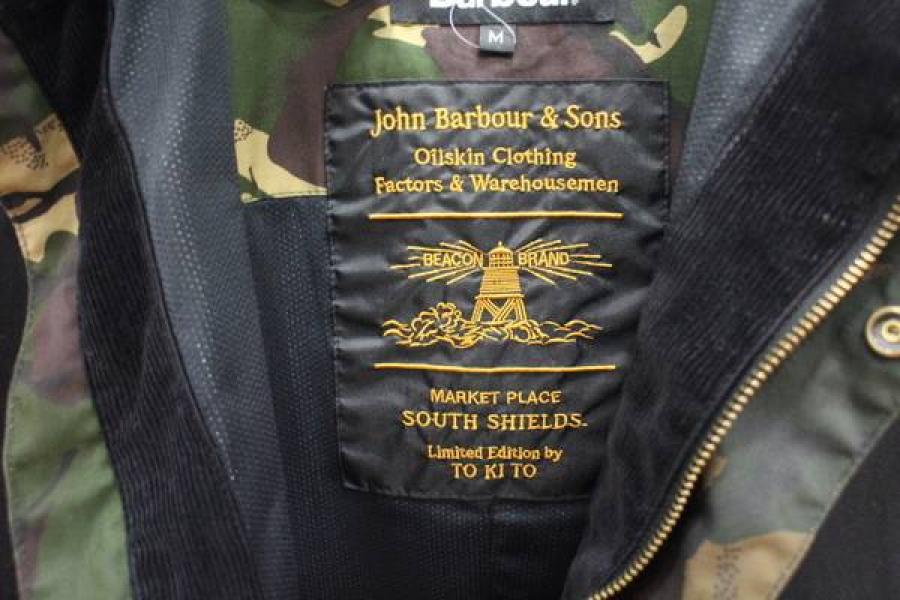 Barbour
M
John Barbour & Sons
Oilskin Clothing
Factors & Warehousemen
BEACON BRAND
MARKET PLACE
SOUTH SHIELDS.
Limited Edition by
TO KI TO